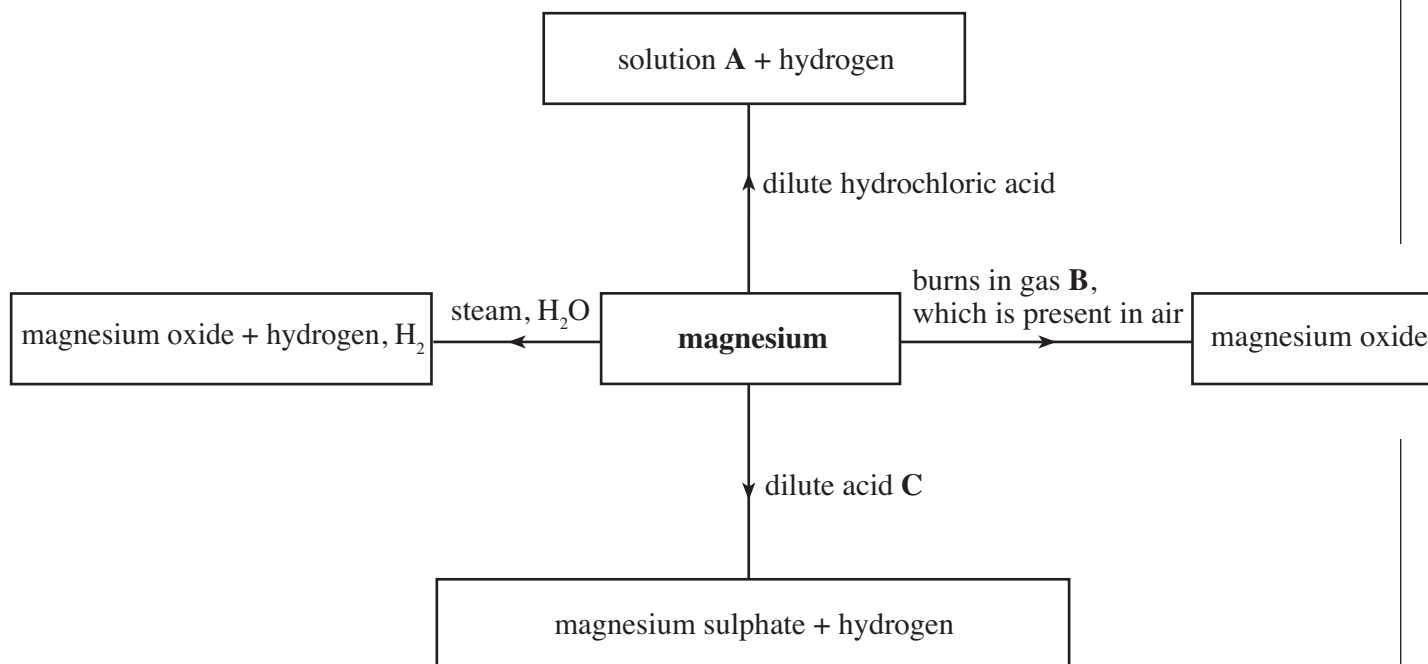 solution A + hydrogen
dilute hydrochloric acid
burns in gas B,
which is present in air
steam, H₂O
magnesium oxide + hydrogen, H₂
magnesium
magnesium oxide
dilute acid C
magnesium sulphate + hydrogen